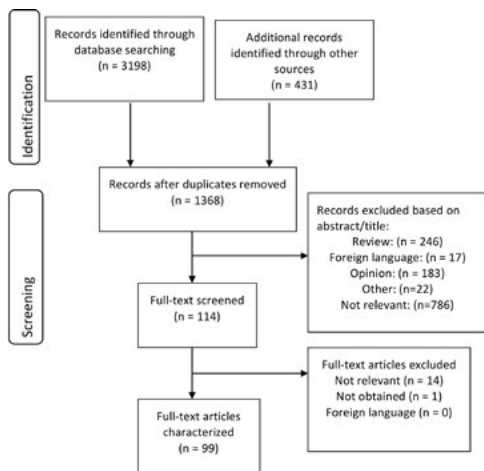 Identification
Records identified through
database searching
(n = 3198)
Additional records
identified through other
sources
(n = 431)
Records after duplicates removed
(n = 1368)
Screening
Records excluded based on
abstract/title:
Review: (n = 246)
Foreign language: (n = 17)
Opinion: (n = 183)
Other: (n=22)
Not relevant: (n=786)
Full-text screened
(n = 114)
Full-text articles excluded
Not relevant (n = 14)
Not obtained (n = 1)
Foreign language (n = 0)
Full-text articles
characterized
(n = 99)